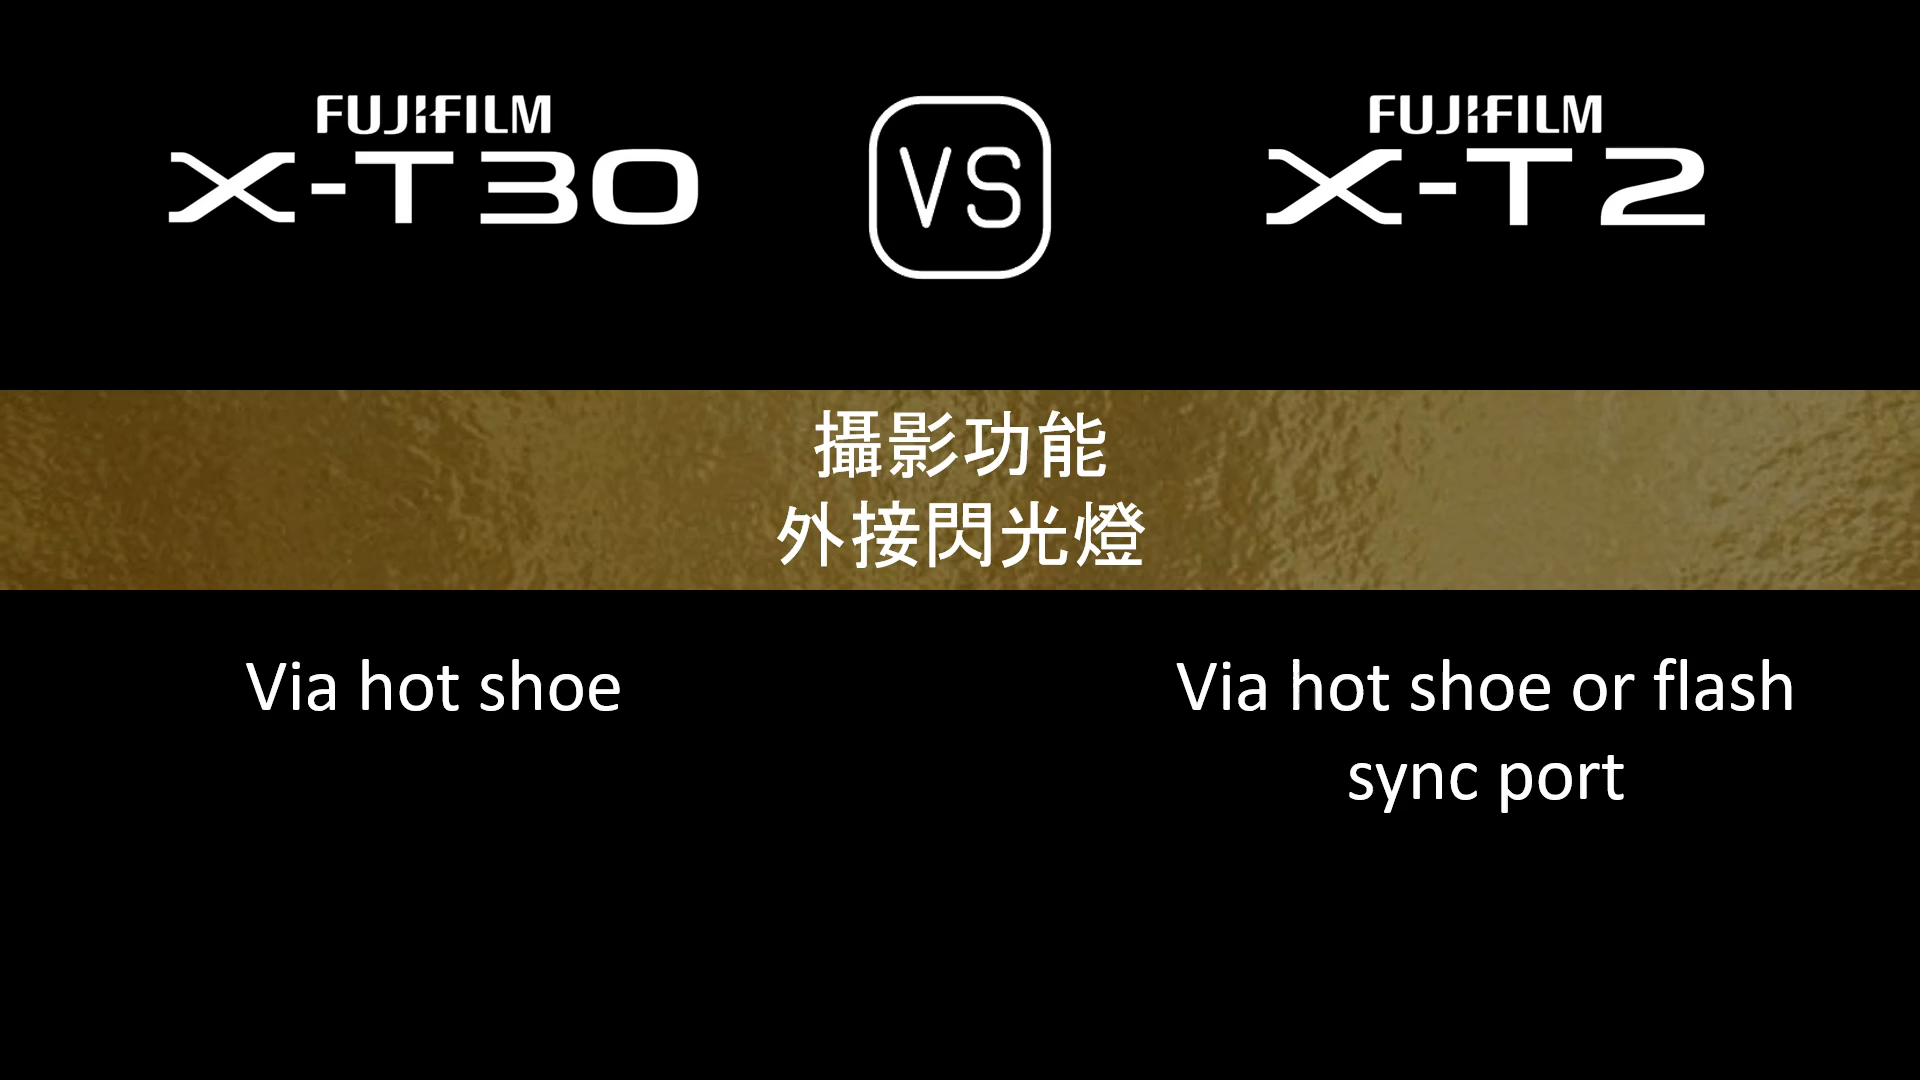 FUJIFILM
X-T30
VS
FUJIFILM
X-T2
攝影功能
外接閃光燈
Via hot shoe
Via hot shoe or flash
sync port